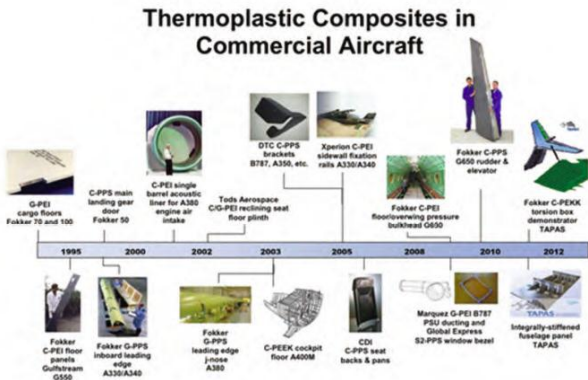 Thermoplastic Composites in
Commercial Aircraft
G-PEI
cargo floors
Fokker 70 and 100
C-PPS main
landing gear
door
Fokker 50
C-PEI single
barrel acoustic
liner for A380
engine air
intake
Tods Aerospace
C/G-PEI reclining seat
floor plinth
DTC C-PPS
brackets
B787, A350, etc.
Xperion C-PEI
sidewall fixation
rails A330/A340
Fokker C-PEI
floor/overwing pressure
bulkhead G650
Fokker C-PPS
G650 rudder &
elevator
Fokker C-PEKK
torsion box
demonstrator
TAPAS
1995
2000
2002
2003
2005
2008
2010
2012
Fokker
C-PEI floor
panels
Gulfstream
G550
Fokker G-PPS
inboard leading
edge
A330/A340
Fokker
G-PPS
leading edge
j-nose
A380
C-PEEK cockpit
floor A400M
CDI
C-PPS seat
backs & pans
Marquez G-PEI B787
PSU ducting and
Global Express
S2-PPS window bezel
TAPAS
Integrally-stiffened
fuselage panel
TAPAS